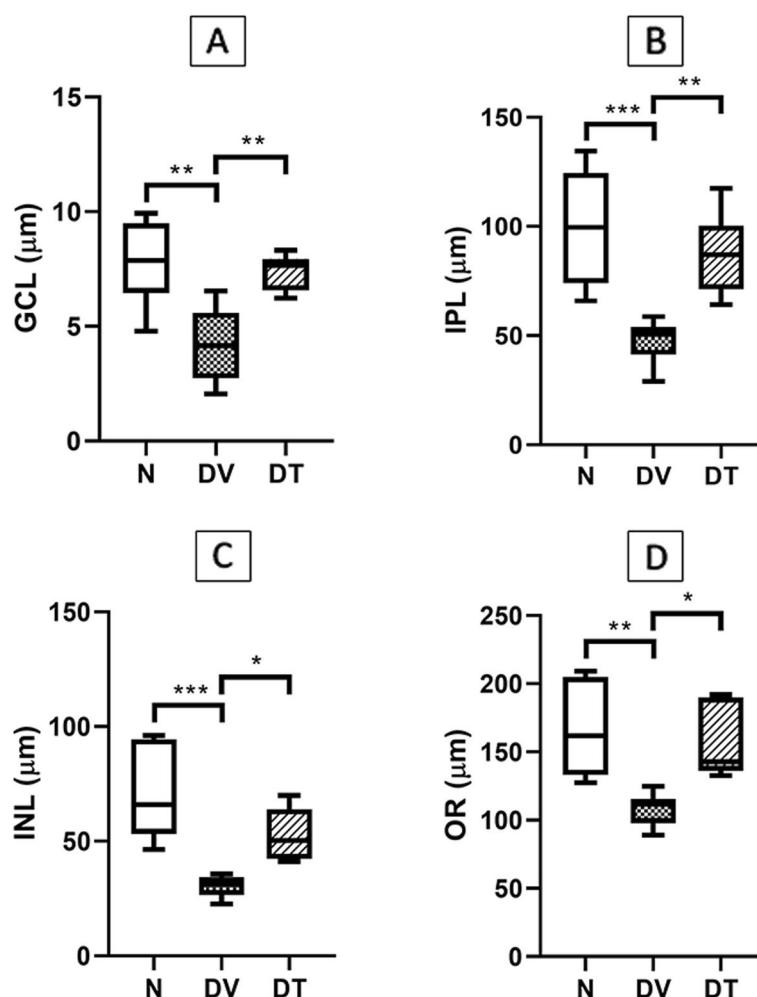 A
15
10
5
0
GCL (μm)
** **
N DV DT
B
150
100
50
0
IPL (μm)
*** **
N DV DT
C
150
100
50
0
INL (μm)
*** *
N DV DT
D
250
200
150
100
50
0
OR (μm)
** *
N DV DT